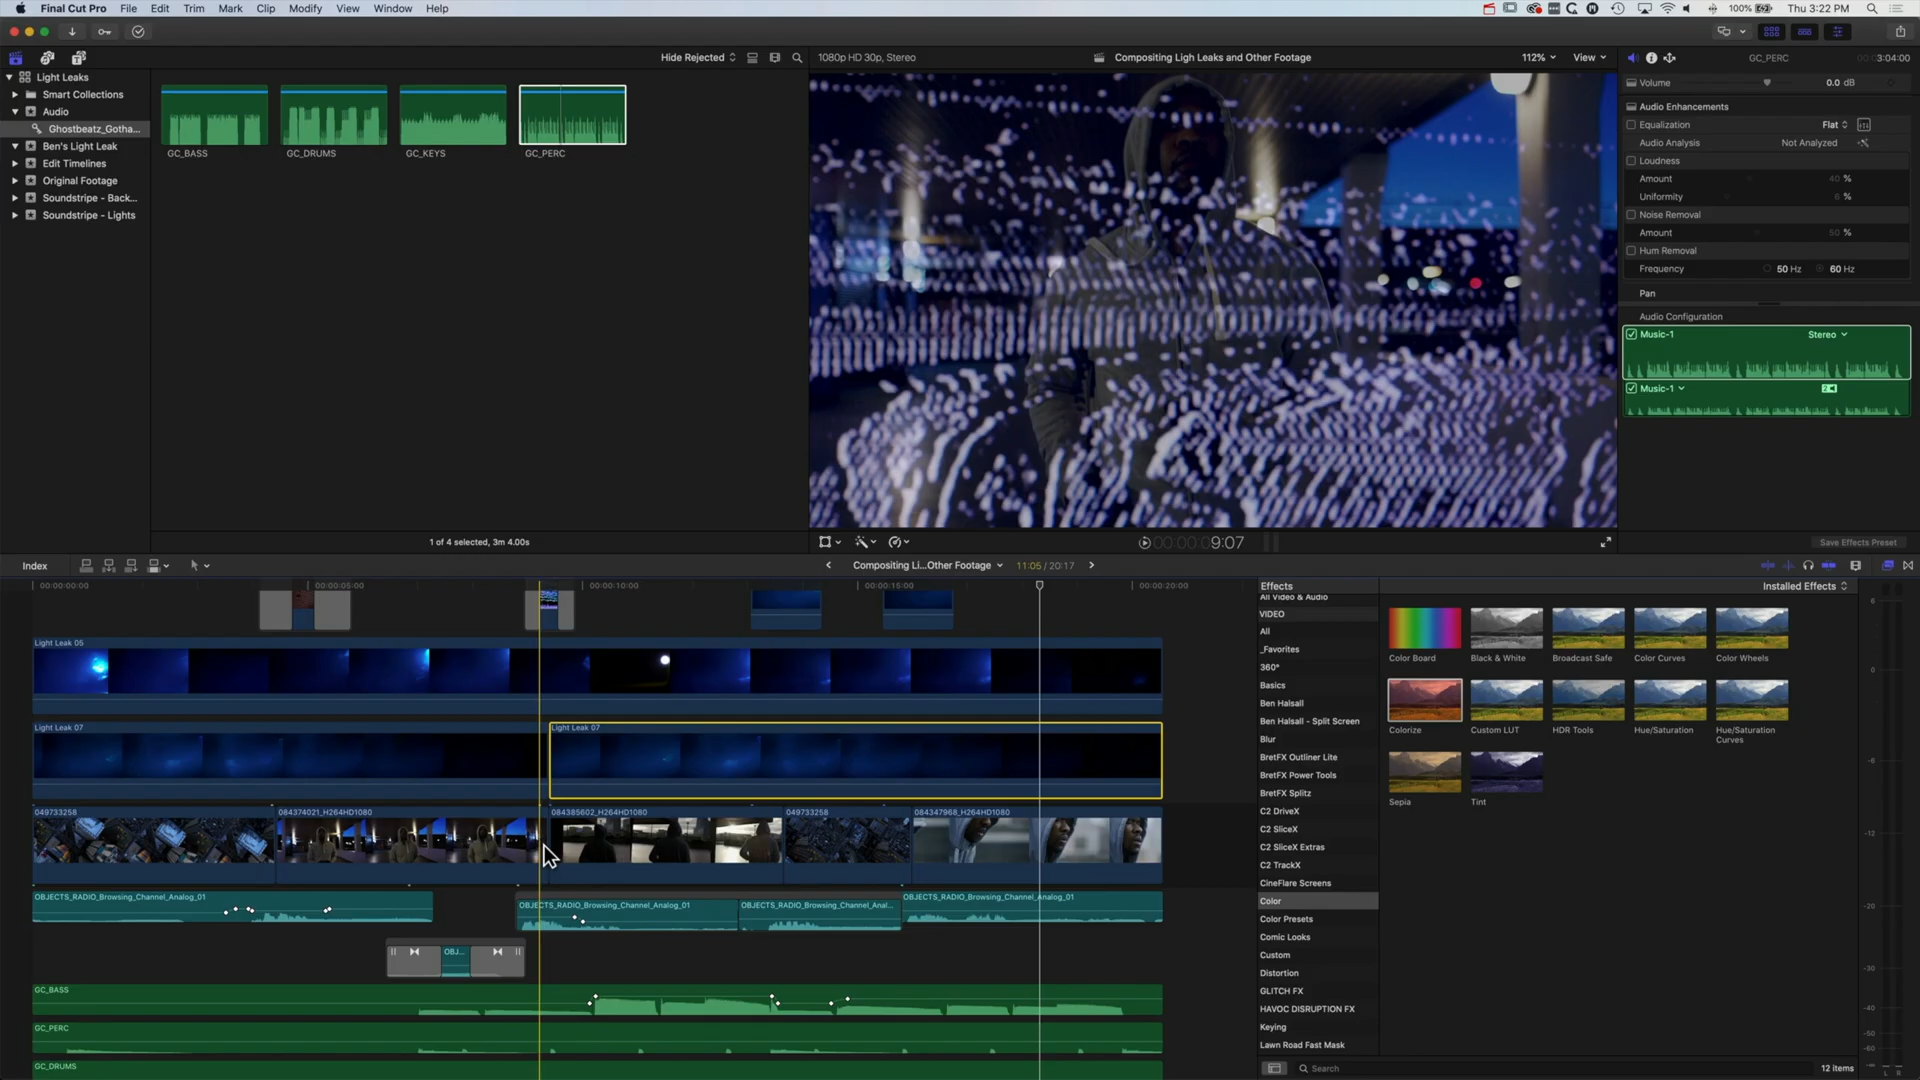 Final Cut Pro File Edit Trim Mark Clip Modify View Window Help
100% Thu 3:22 PM
Hide Rejected
1080p HD 30p, Stereo
Compositing Ligh Leaks and Other Footage
112% View
GC_PERC
3:04:00
Light Leaks
Smart Collections
Audio
Ghostbeatz_Gotha...
Ben's Light Leak
Edit Timelines
Original Footage
Soundstripe - Back...
Soundstripe - Lights
GC_BASS
GC_DRUMS
GC_KEYS
GC_PERC
1 of 4 selected, 3m 4.00s
9:07
Volume 0.0 dB
Audio Enhancements
Equalization Flat
Audio Analysis Not Analyzed
Loudness
Amount 40 %
Uniformity 6 %
Noise Removal
Amount 50 %
Hum Removal
Frequency 50 Hz 60 Hz
Pan
Audio Configuration
Music-1 Stereo
Music-1
Save Effects Preset
Index
Compositing Li...Other Footage
11:05 / 20:17
00:00:00:00
00:00:05:00
00:00:10:00
00:00:15:00
00:00:20:00
Light Leak 05
Light Leak 07
Light Leak 07
049733258
084374021_H264HD1080
084385602_H264HD1080
049733258
084347968_H264HD1080
OBJECTS_RADIO_Browsing_Channel_Analog_01
OBJECTS_RADIO_Browsing_Channel_Analog_01
OBJECTS_RADIO_Browsing_Channel_Anal...
OBJECTS_RADIO_Browsing_Channel_Analog_01
OBJ...
GC_BASS
GC_PERC
GC_DRUMS
Effects
Installed Effects
All Video & Audio
VIDEO
All
_Favorites
360°
Basics
Ben Halsall
Ben Halsall - Split Screen
Blur
BretFX Outliner Lite
BretFX Power Tools
BretFX Splitz
C2 DriveX
C2 SliceX
C2 SliceX Extras
C2 TrackX
CineFlare Screens
Color
Color Presets
Comic Looks
Custom
Distortion
GLITCH FX
HAVOC DISRUPTION FX
Keying
Lawn Road Fast Mask
Color Board
Black & White
Broadcast Safe
Color Curves
Color Wheels
Colorize
Custom LUT
HDR Tools
Hue/Saturation
Hue/Saturation Curves
Sepia
Tint
Search
12 items
6
0
-6
-12
-20
-30
-40
-50
-60
L R